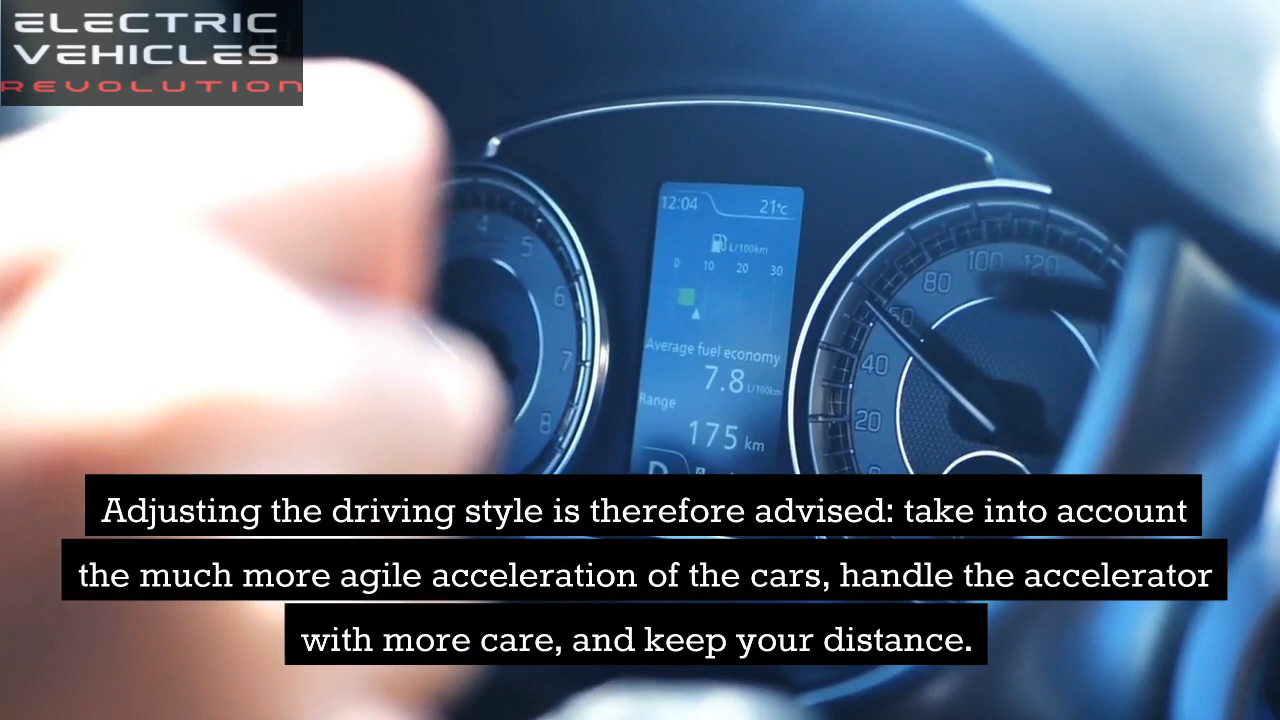 ELECTRIC
VEHICLES
REVOLUTION
12:04 21°c
L/100km
0 10 20 30
Average fuel economy
7.8 L/100km
Range
175 km
D
4
5
6
7
8
120
100
80
60
40
20
0
Adjusting the driving style is therefore advised: take into account
the much more agile acceleration of the cars, handle the accelerator
with more care, and keep your distance.